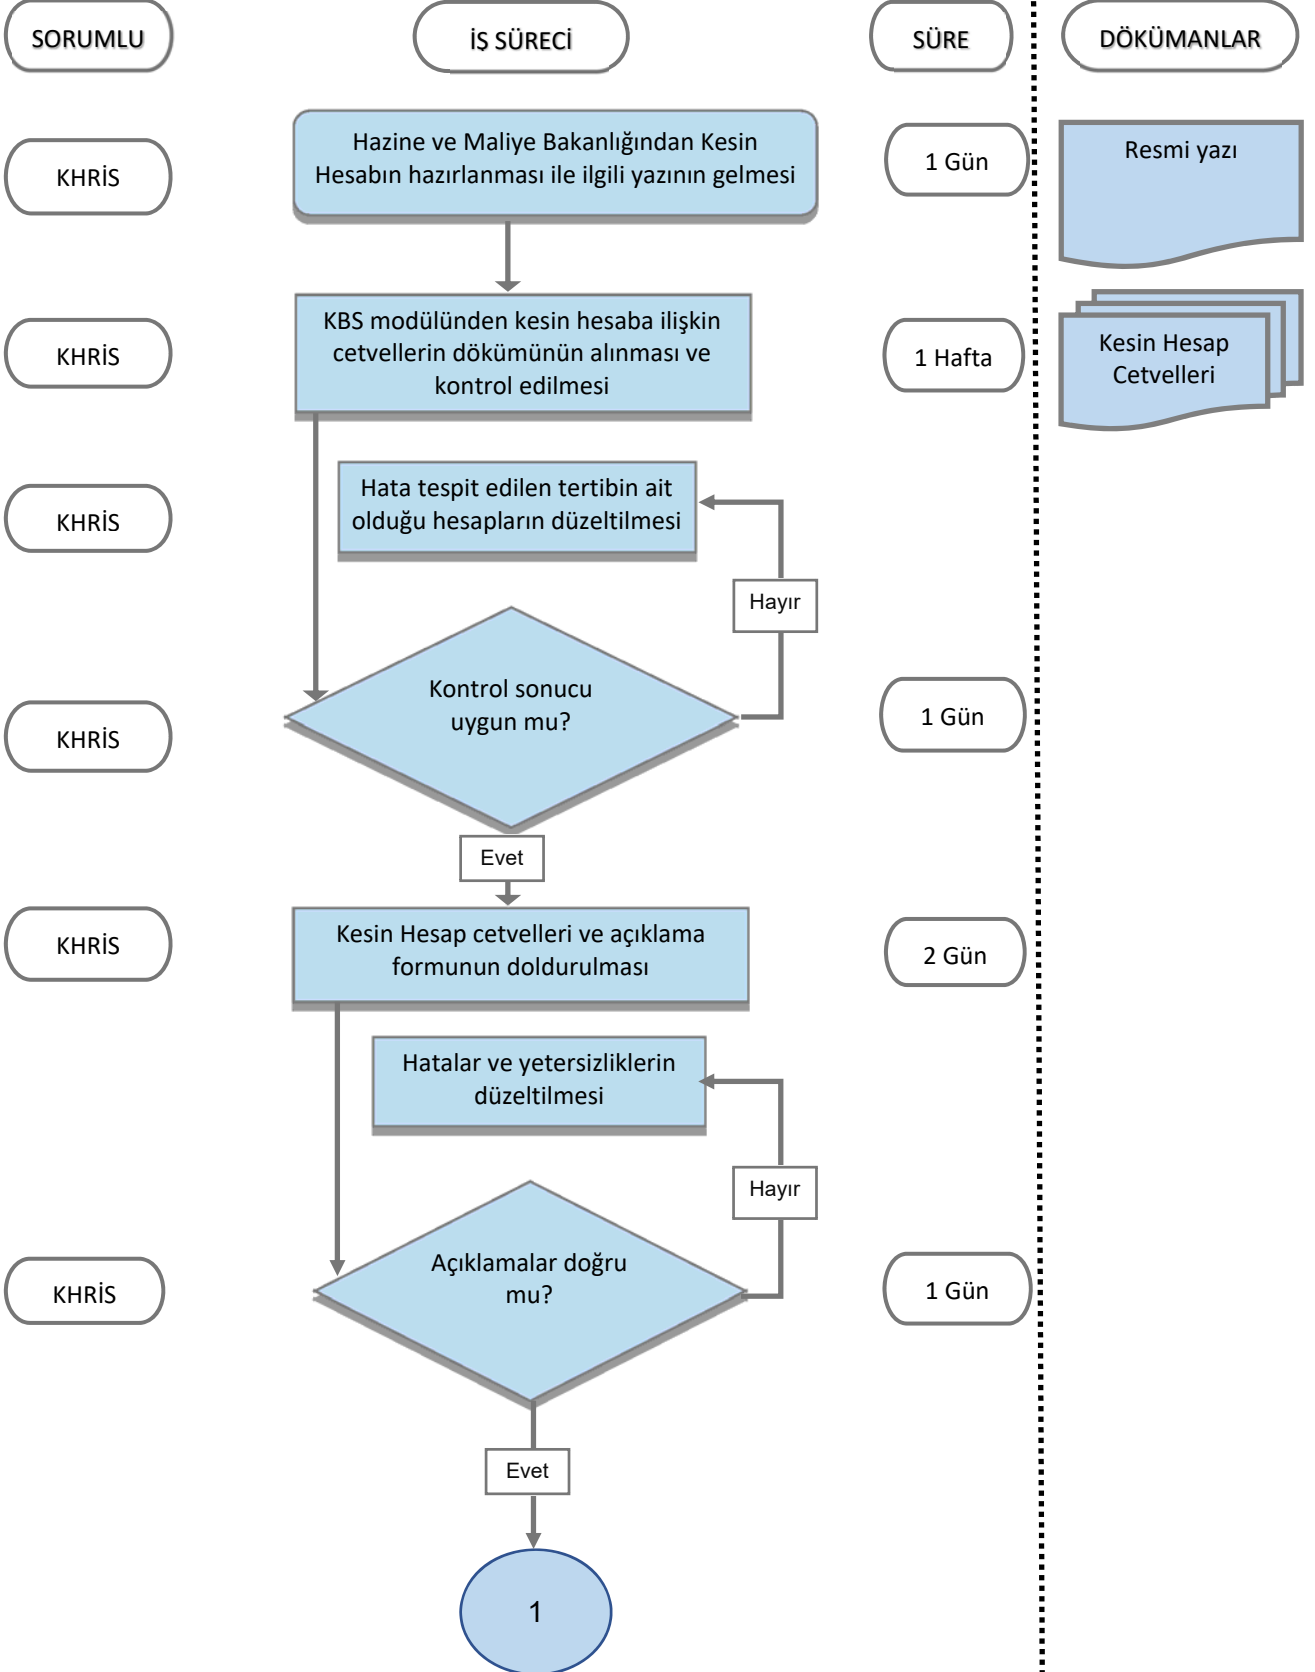 SORUMLU
İŞ SÜRECİ
SÜRE
DÖKÜMANLAR
KHRİS
Hazine ve Maliye Bakanlığından Kesin
Hesabın hazırlanması ile ilgili yazının gelmesi
1 Gün
Resmi yazı
KHRİS
KBS modülünden kesin hesaba ilişkin
cetvellerin dökümünün alınması ve
kontrol edilmesi
1 Hafta
Kesin Hesap
Cetvelleri
KHRİS
Hata tespit edilen tertibin ait
olduğu hesapların düzeltilmesi
Hayır
KHRİS
Kontrol sonucu
uygun mu?
1 Gün
Evet
KHRİS
Kesin Hesap cetvelleri ve açıklama
formunun doldurulması
2 Gün
Hatalar ve yetersizliklerin
düzeltilmesi
Hayır
KHRİS
Açıklamalar doğru
mu?
1 Gün
Evet
1